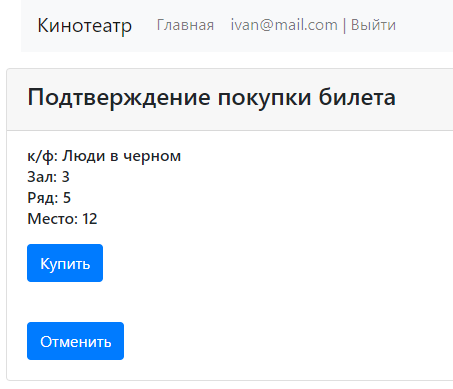 Кинотеатр Главная ivan@mail.com | Выйти
Подтверждение покупки билета
к/ф: Люди в черном
Зал: 3
Ряд: 5
Место: 12
Купить
Отменить